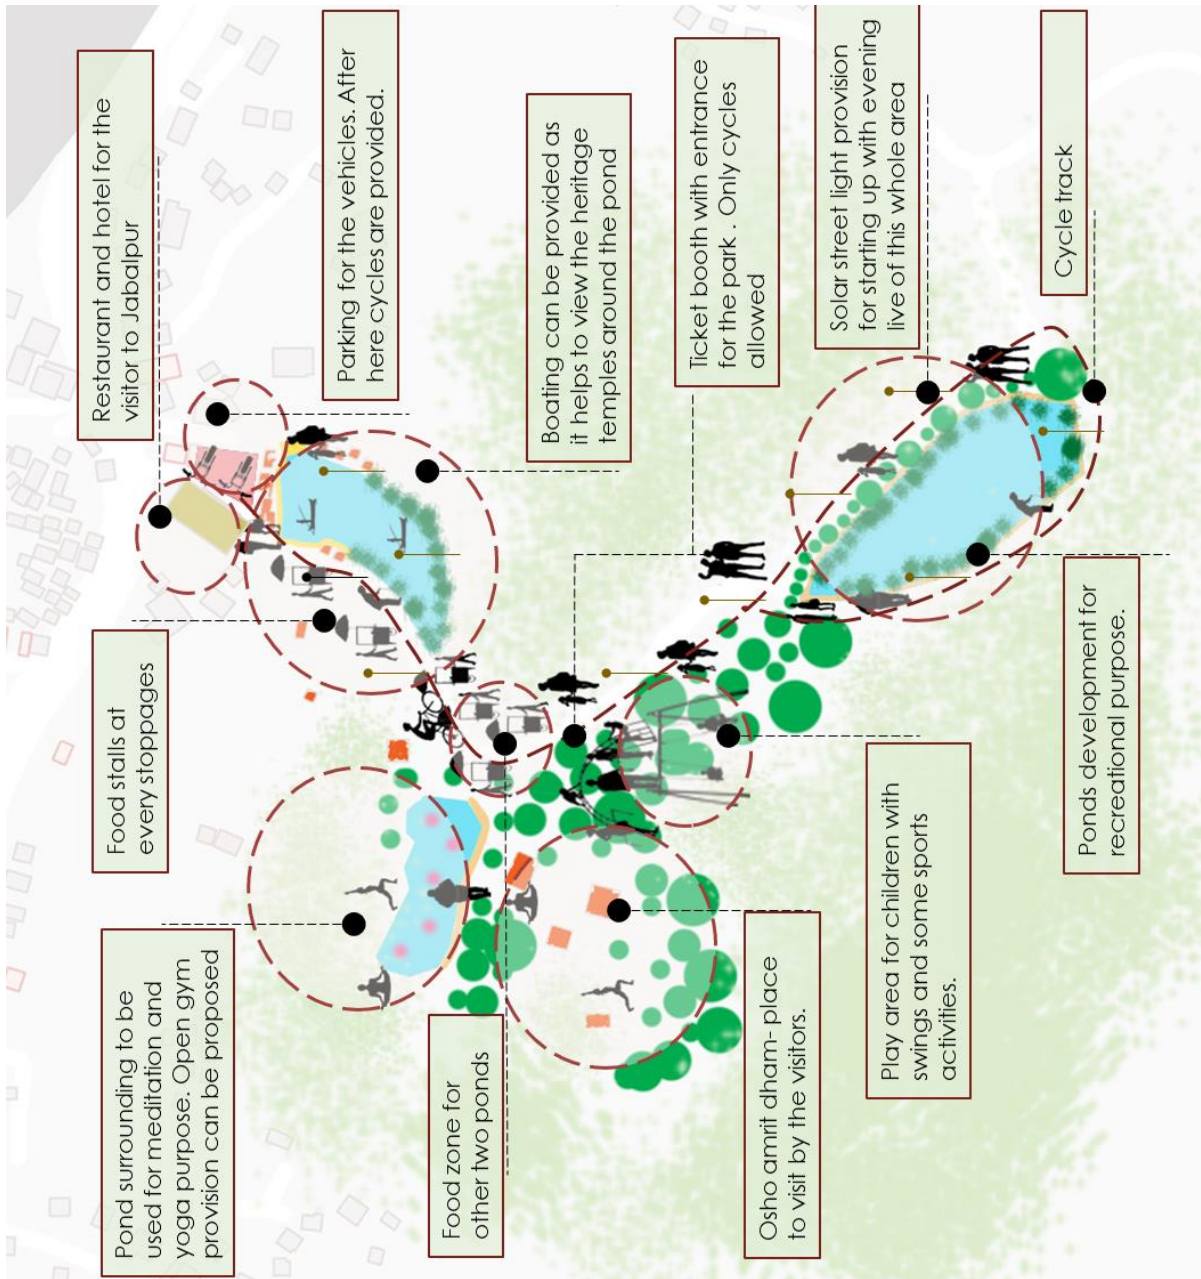 Pond surrounding to be
used for meditation and
yoga purpose. Open gym
provision can be proposed
Food stalls at
every stoppages
Restaurant and hotel for the
visitor to Jabalpur
Parking for the vehicles. After
here cycles are provided.
Food zone for
other two ponds
Boating can be provided as
it helps to view the heritage
temples around the pond
Ticket booth with entrance
for the park . Only cycles
allowed
Osho amrit dham- place
to visit by the visitors.
Solar street light provision
for starting up with evening
live of this whole area
Play area for children with
swings and some sports
activities.
Ponds development for
recreational purpose.
Cycle track